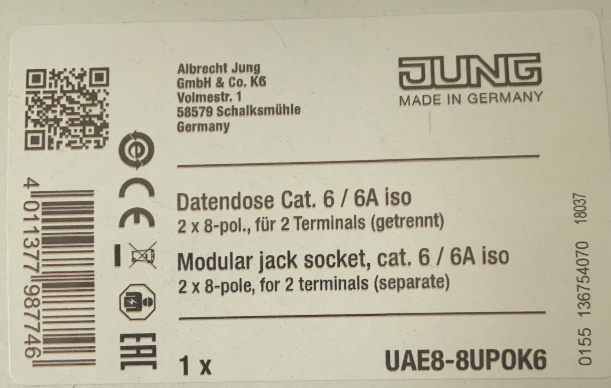 Albrecht Jung
GmbH & Co. KG
Volmestr. 1
58579 Schalksmühle
Germany
JUNG
MADE IN GERMANY
Datendose Cat. 6 / 6A iso
2 x 8-pol., für 2 Terminals (getrennt)
Modular jack socket, cat. 6 / 6A iso
2 x 8-pole, for 2 terminals (separate)
1 x
UAE8-8UPOK6
4 011377 987746
0155 136754070 18037
CE
EAC